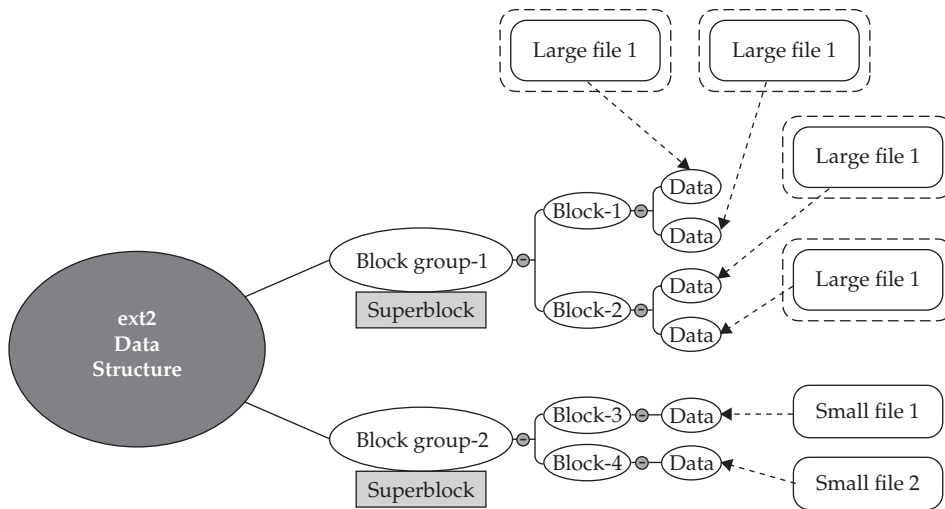 Large file 1
Large file 1
Large file 1
Data
Block-1
Data
Block group-1
Superblock
Data
Large file 1
Block-2
Data
ext2
Data
Structure
Block-3
Data
Small file 1
Block group-2
Block-4
Data
Superblock
Small file 2